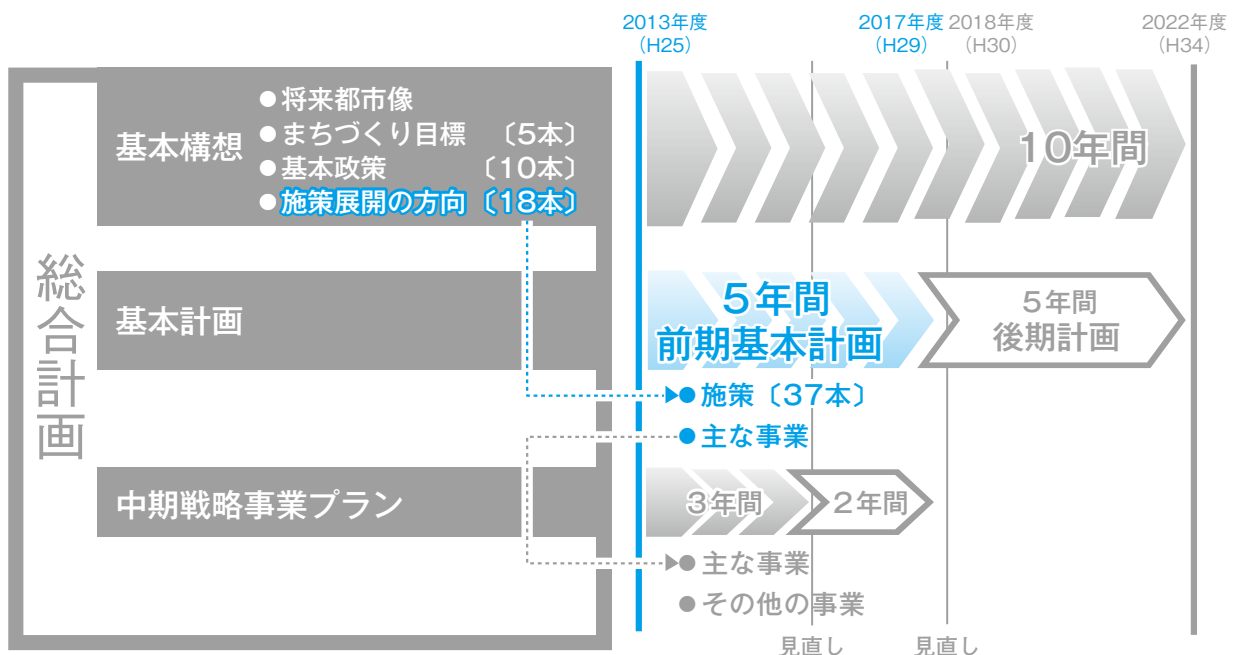 2013年度
(H25)
2017年度
(H29)
2018年度
(H30)
2022年度
(H34)
総合計画
基本構想
●将来都市像
●まちづくり目標 〔5本〕
●基本政策 〔10本〕
●施策展開の方向〔18本〕
10年間
基本計画
5年間
前期基本計画
5年間
後期計画
●施策〔37本〕
●主な事業
中期戦略事業プラン
3年間
2年間
●主な事業
●その他の事業
見直し
見直し